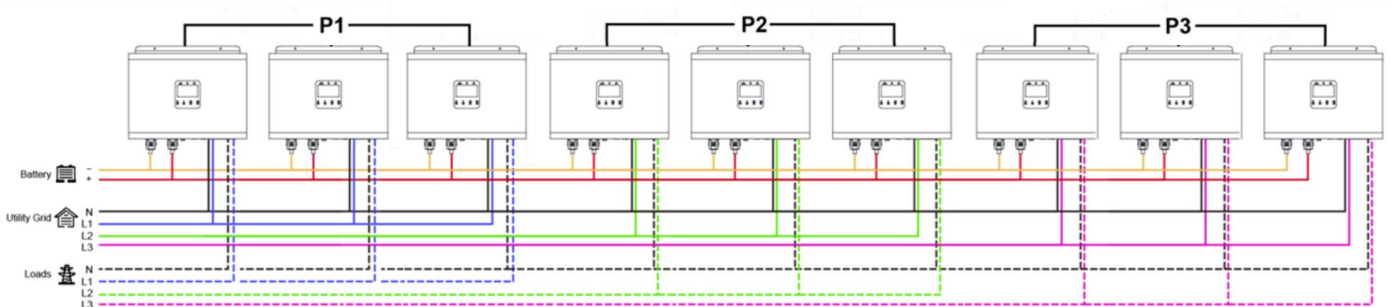 P1 P2 P3
Battery − +
Utility Grid N
L1
L2
L3
Loads N
L1
L2
L3